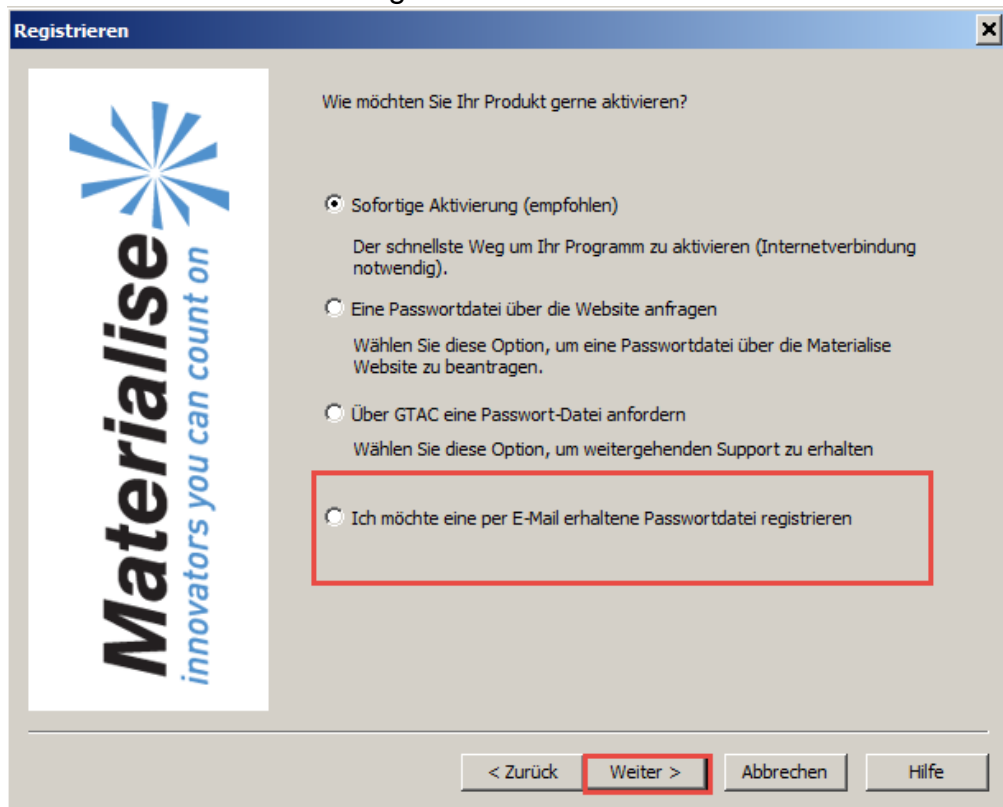 Registrieren
Wie möchten Sie Ihr Produkt gerne aktivieren?
Sofortige Aktivierung (empfohlen)
Der schnellste Weg um Ihr Programm zu aktivieren (Internetverbindung
notwendig).
Eine Passwortdatei über die Website anfragen
Wählen Sie diese Option, um eine Passwortdatei über die Materialise
Website zu beantragen.
Über GTAC eine Passwort-Datei anfordern
Wählen Sie diese Option, um weitergehenden Support zu erhalten
Ich möchte eine per E-Mail erhaltene Passwortdatei registrieren
Materialise
innovators you can count on
< Zurück
Weiter >
Abbrechen
Hilfe